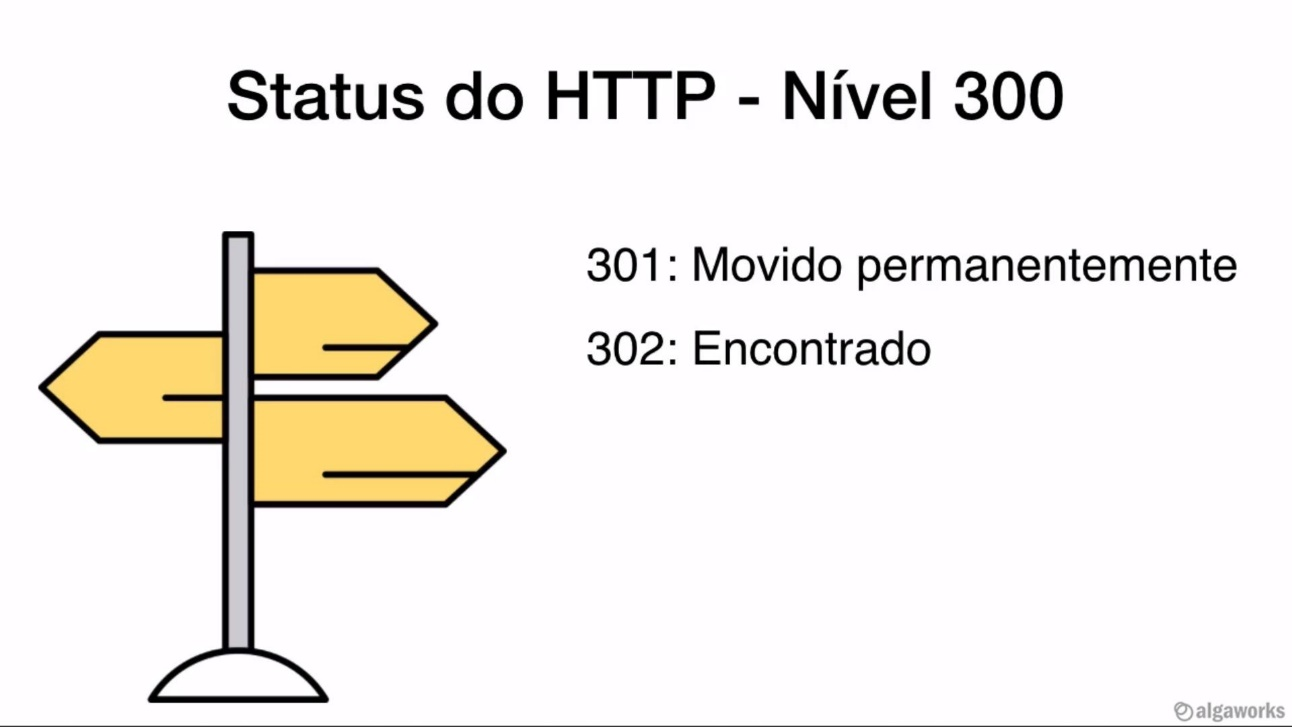 Status do HTTP - Nível 300
301: Movido permanentemente
302: Encontrado
algaworks